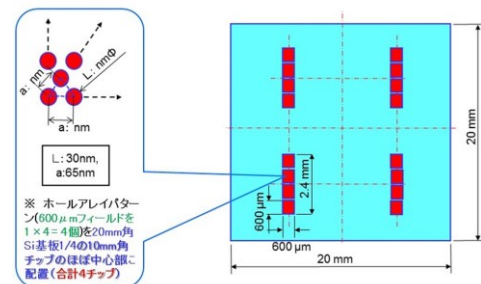 L: nmΦ
a: nm
a: nm
L: 30nm,
a:65nm
※ ホールアレイパター
ン(600μmフィールドを
1×4=4個)を20mm角
Si基板1/4の10mm角
チップのほぼ中心部に
配置(合計4チップ)
600 μm
2.4 mm
600 μm
20 mm
20 mm